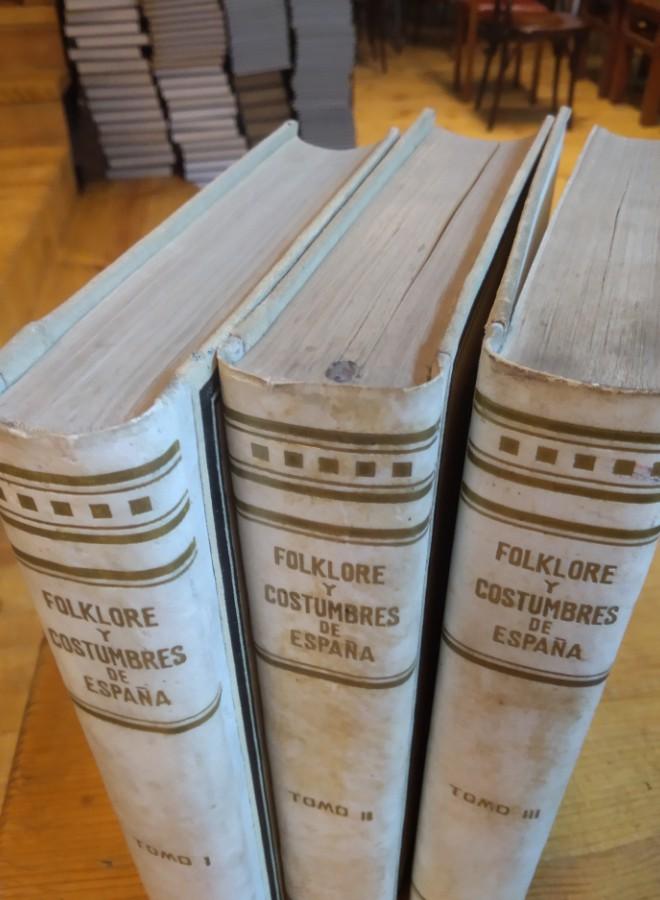 FOLKLORE
Y
COSTUMBRES
DE
ESPAÑA
TOMO I
FOLKLORE
Y
COSTUMBRES
DE
ESPAÑA
TOMO II
FOLKLORE
Y
COSTUMBRES
DE
ESPAÑA
TOMO III